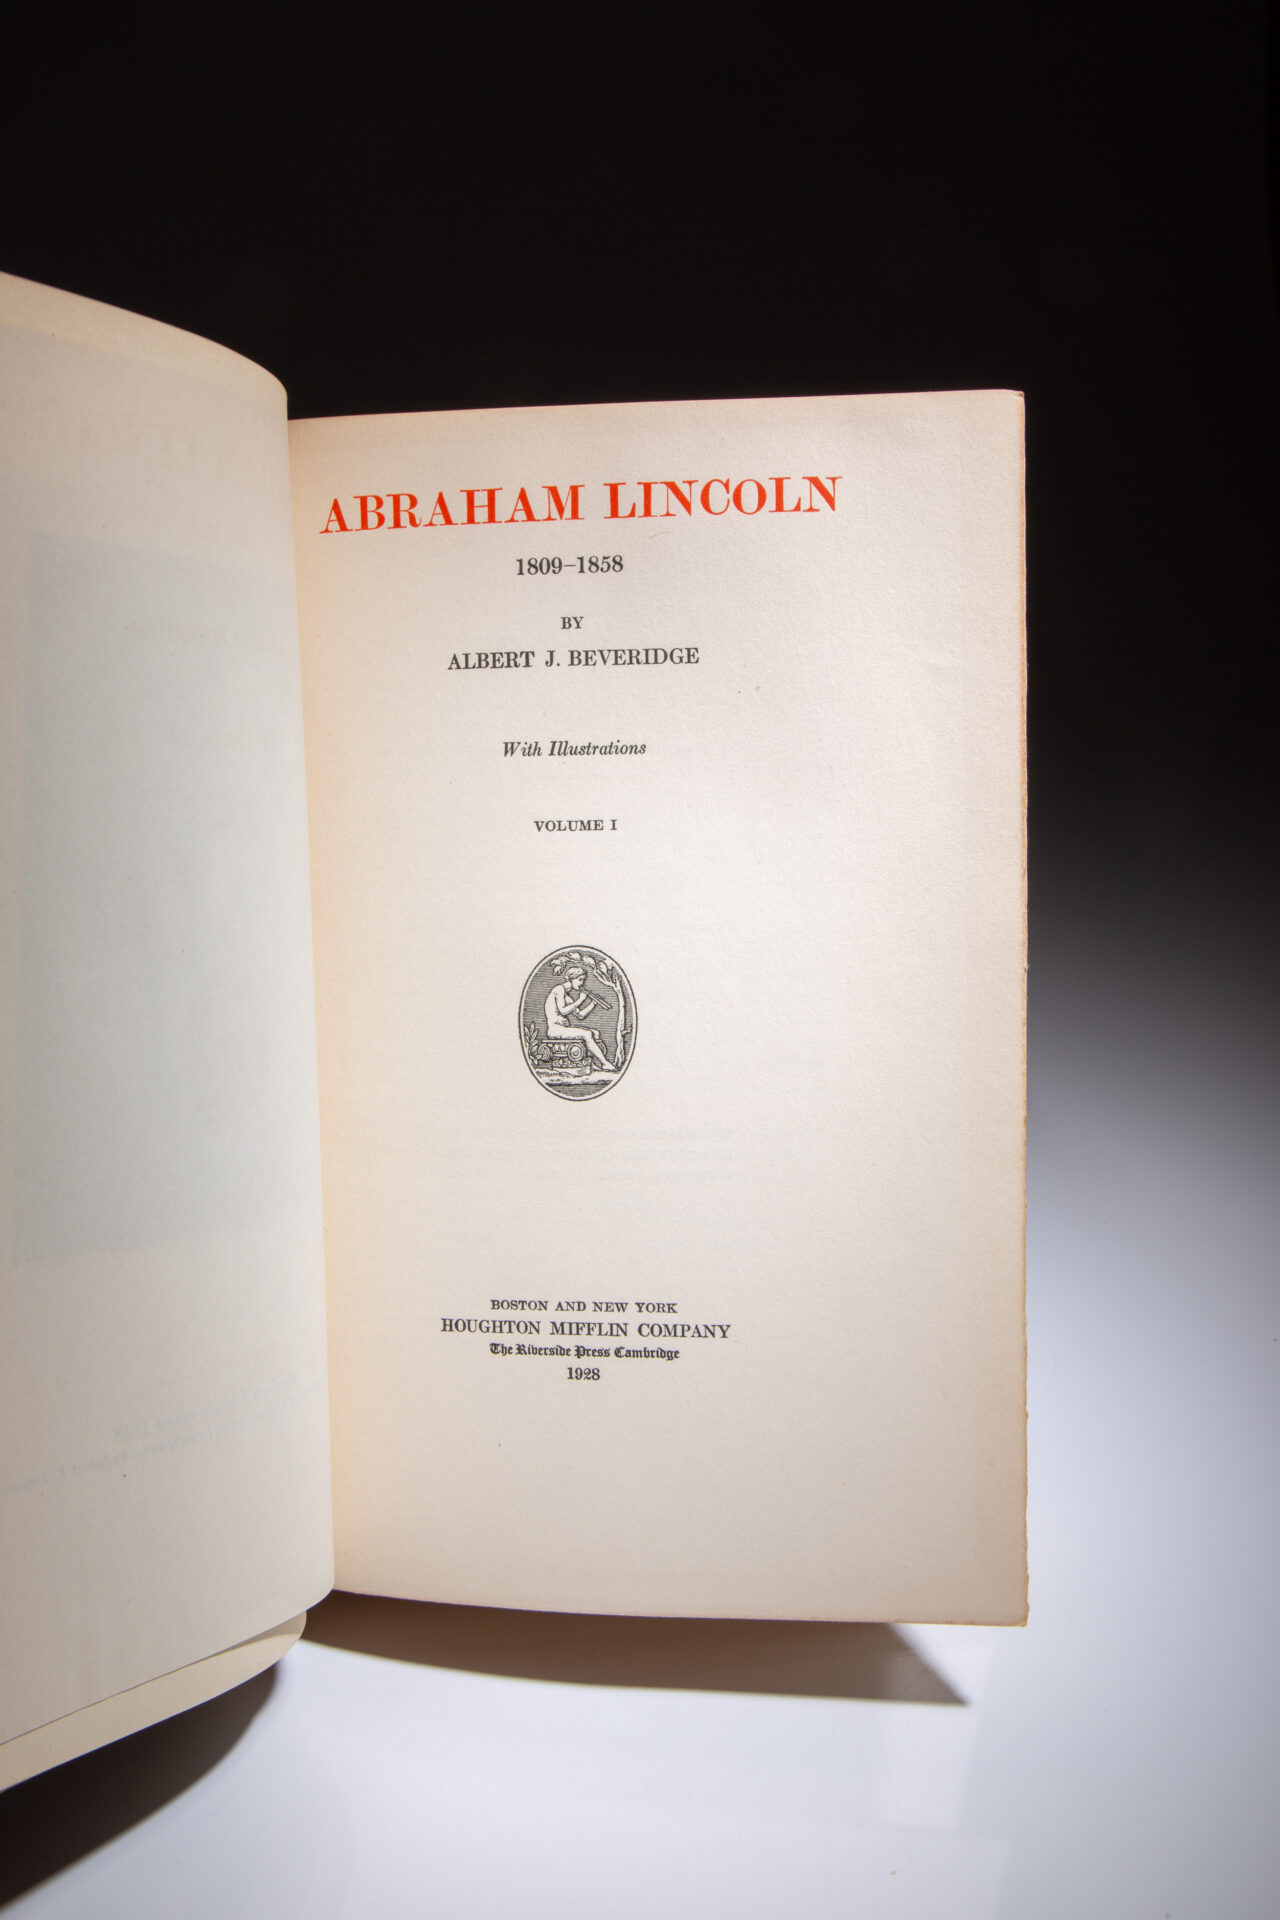 ABRAHAM LINCOLN
1809–1858
BY
ALBERT J. BEVERIDGE
With Illustrations
VOLUME I
BOSTON AND NEW YORK
HOUGHTON MIFFLIN COMPANY
The Riverside Press Cambridge
1928